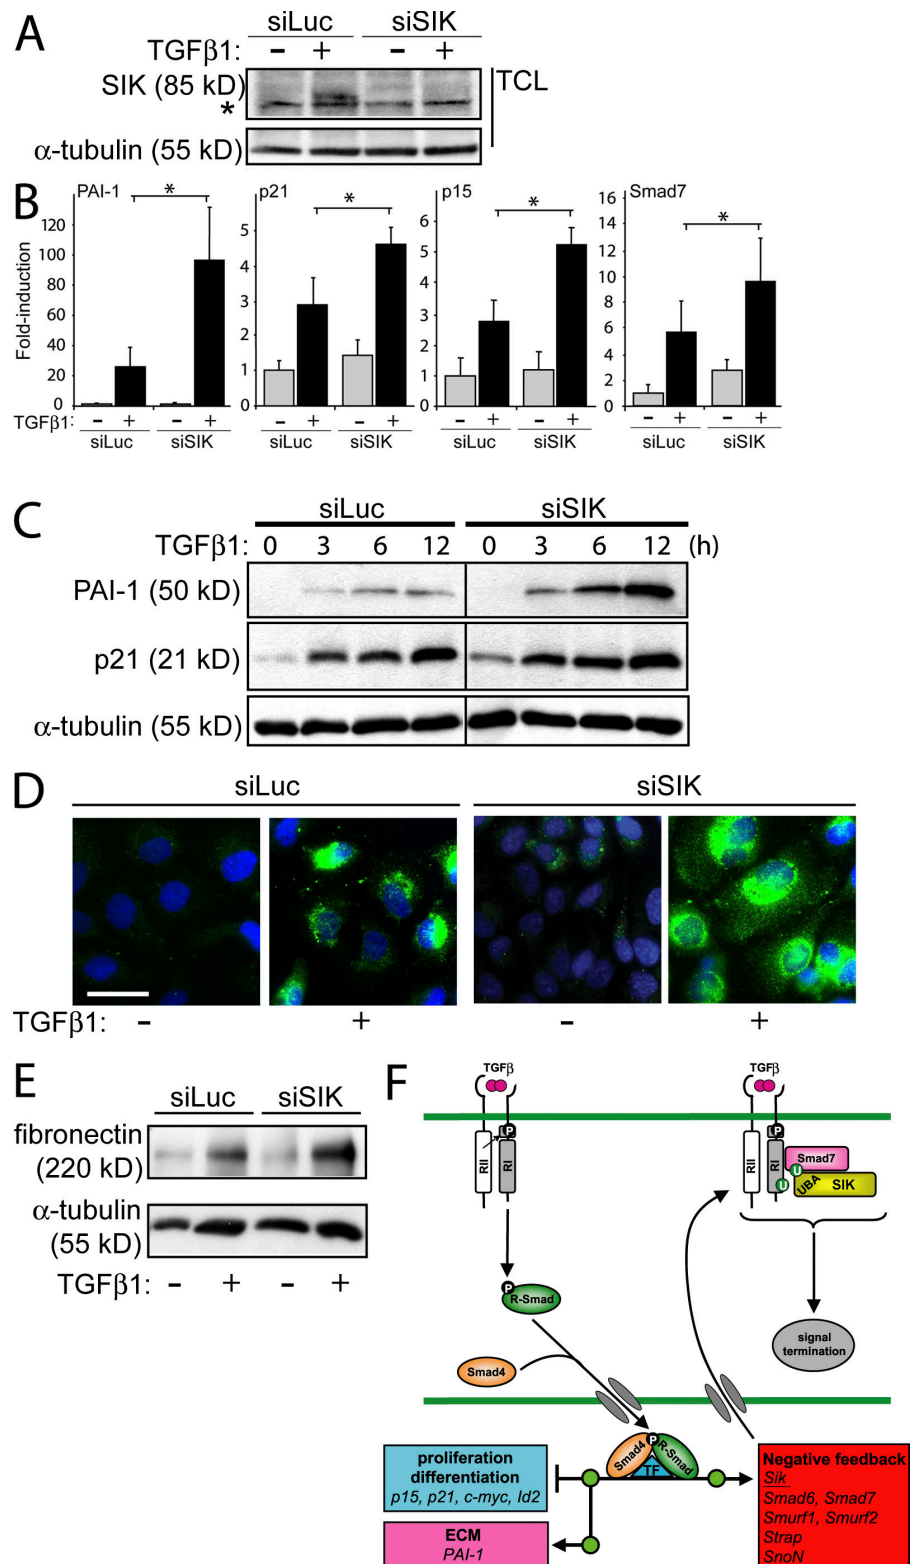 A
siLuc siSIK
TGFβ1: – + – +
SIK (85 kD)
*
TCL
α-tubulin (55 kD)
B
PAI-1
p21
p15
Smad7
* * * *
Fold-induction
120
100
80
60
40
20
0
5
4
3
2
1
0
6
5
4
3
2
1
0
16
14
12
10
8
6
4
2
0
TGFβ1: – + – + – + – + – + – + – + – +
siLuc siSIK siLuc siSIK siLuc siSIK siLuc siSIK
C
siLuc siSIK
TGFβ1: 0 3 6 12 0 3 6 12 (h)
PAI-1 (50 kD)
p21 (21 kD)
α-tubulin (55 kD)
D
siLuc siSIK
TGFβ1: – + – +
E
siLuc siSIK
fibronectin
(220 kD)
α-tubulin
(55 kD)
TGFβ1: – + – +
F
TGFβ TGFβ
P P
RII RI RII RI
Smad7
U
U
UBA SIK
P
R-Smad
signal
termination
Smad4
Smad4 P R-Smad
TF
proliferation
differentiation
p15, p21, c-myc, Id2
ECM
PAI-1
Negative feedback
Sik
Smad6, Smad7
Smurf1, Smurf2
Strap
SnoN